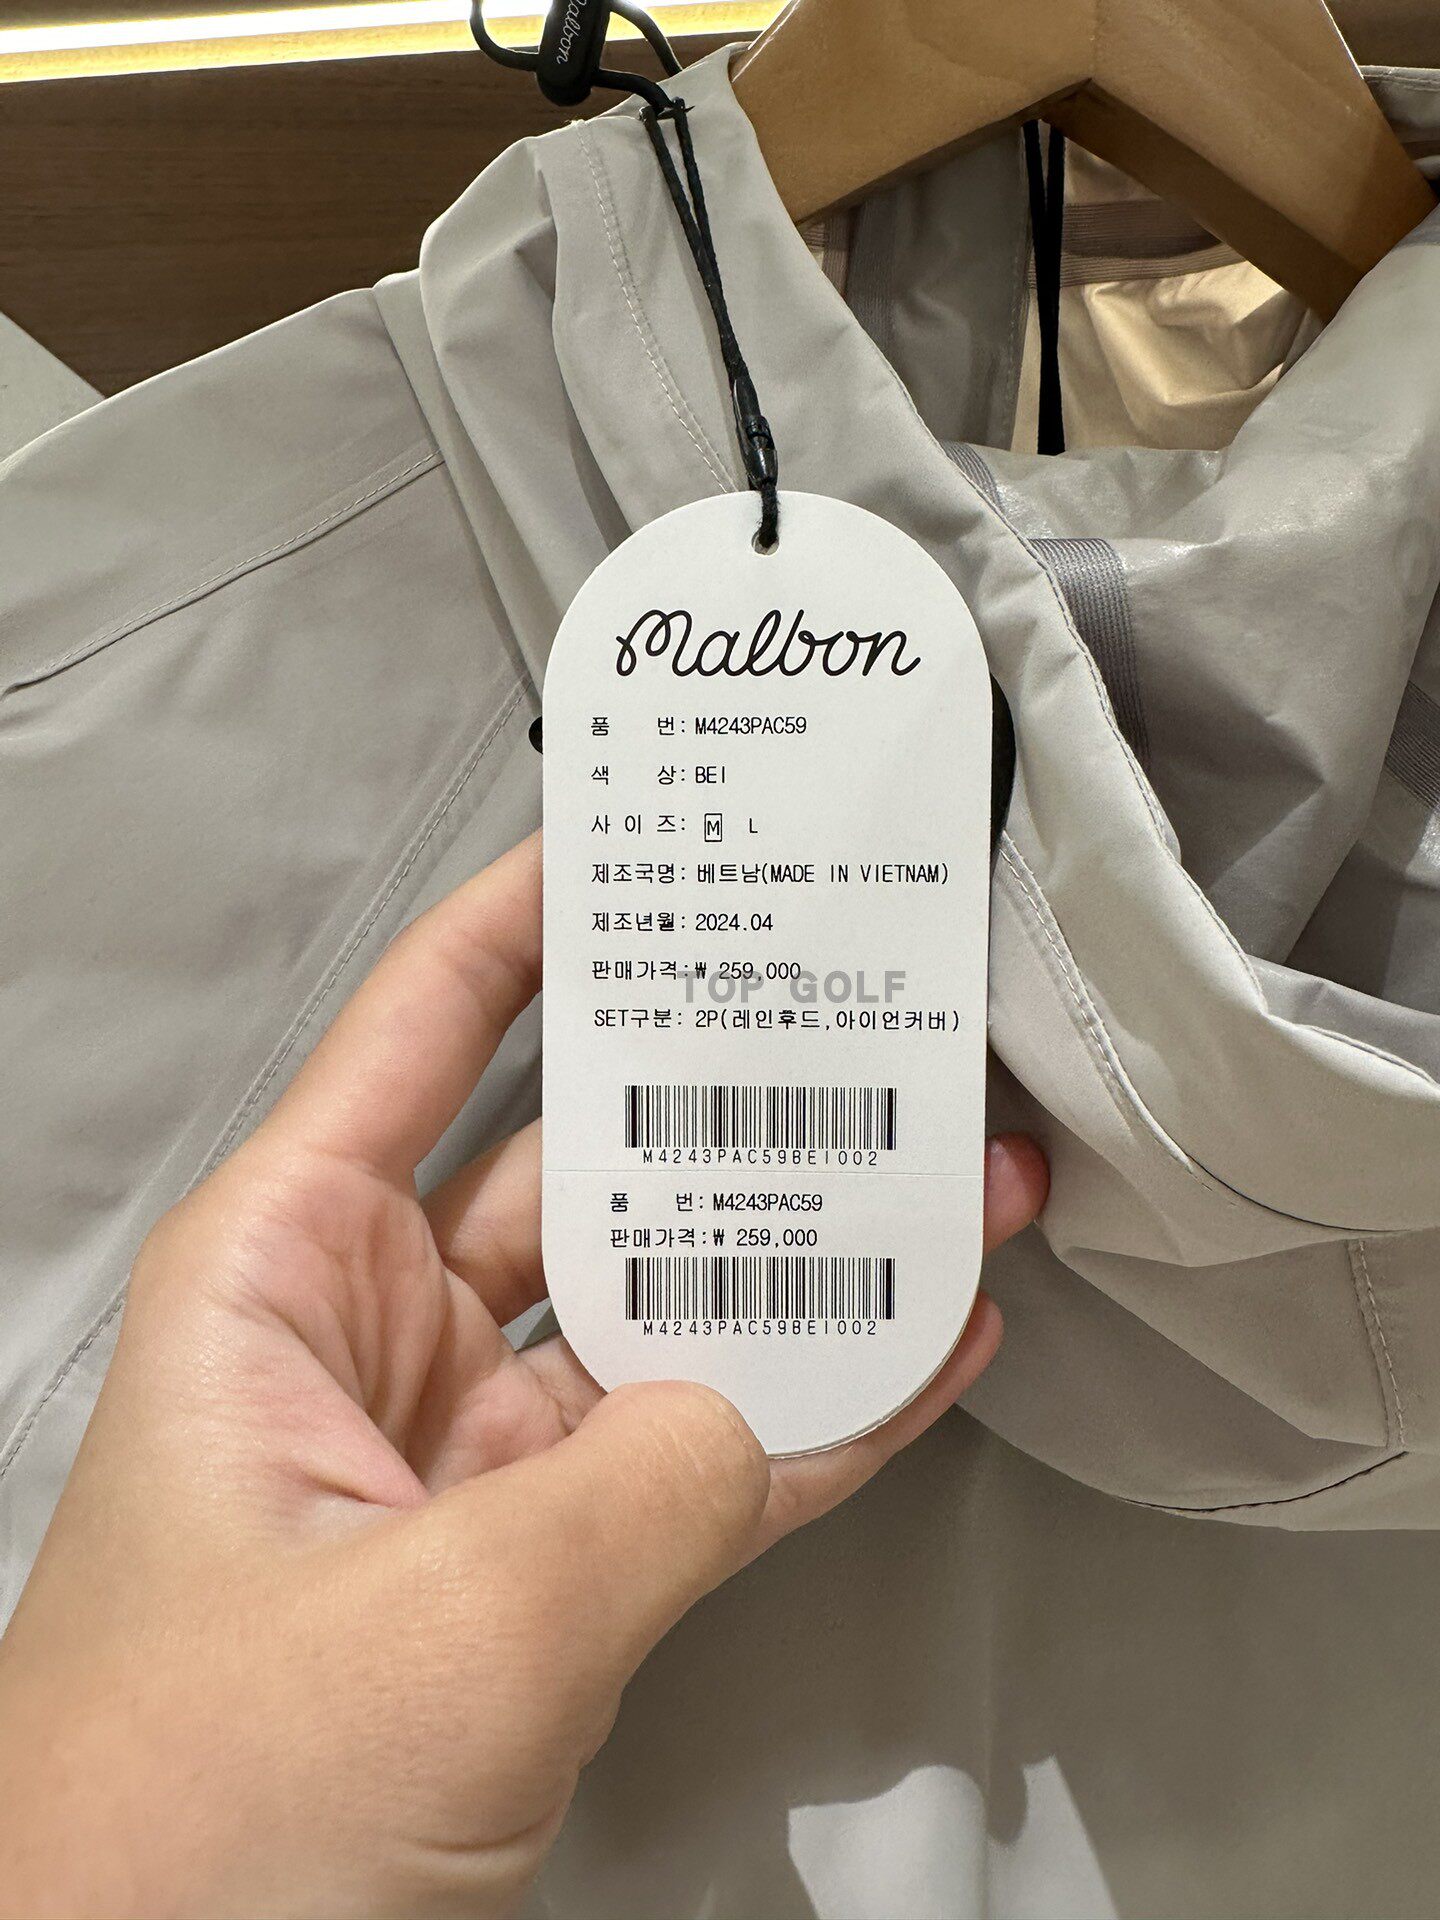 Malbon
Malbon
품 번: M4243PAC59
색 상: BEI
사 이 즈: M L
제조국명: 베트남(MADE IN VIETNAM)
제조년월: 2024.04
판매가격:₩ 259,000
TOP GOLF
SET구분: 2P(레인후드,아이언커버)
M4243PAC59BEI002
품 번: M4243PAC59
판매가격:₩ 259,000
M4243PAC59BEI002